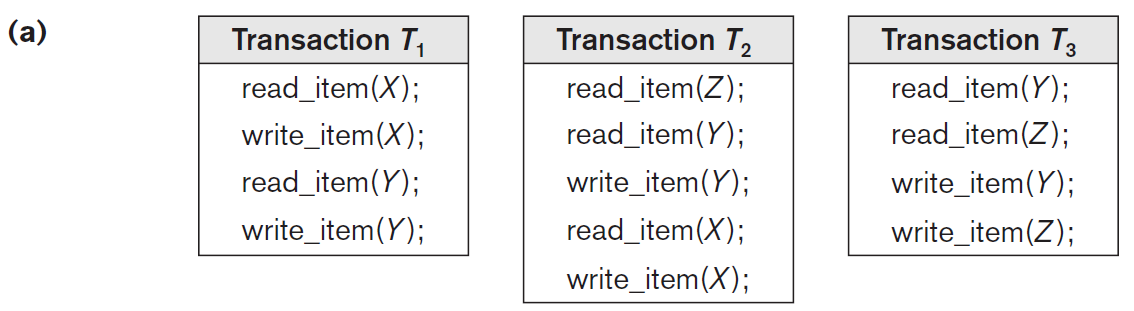 (a)
Transaction T1
read_item(X);
write_item(X);
read_item(Y);
write_item(Y);
Transaction T2
read_item(Z);
read_item(Y);
write_item(Y);
read_item(X);
write_item(X);
Transaction T3
read_item(Y);
read_item(Z);
write_item(Y);
write_item(Z);